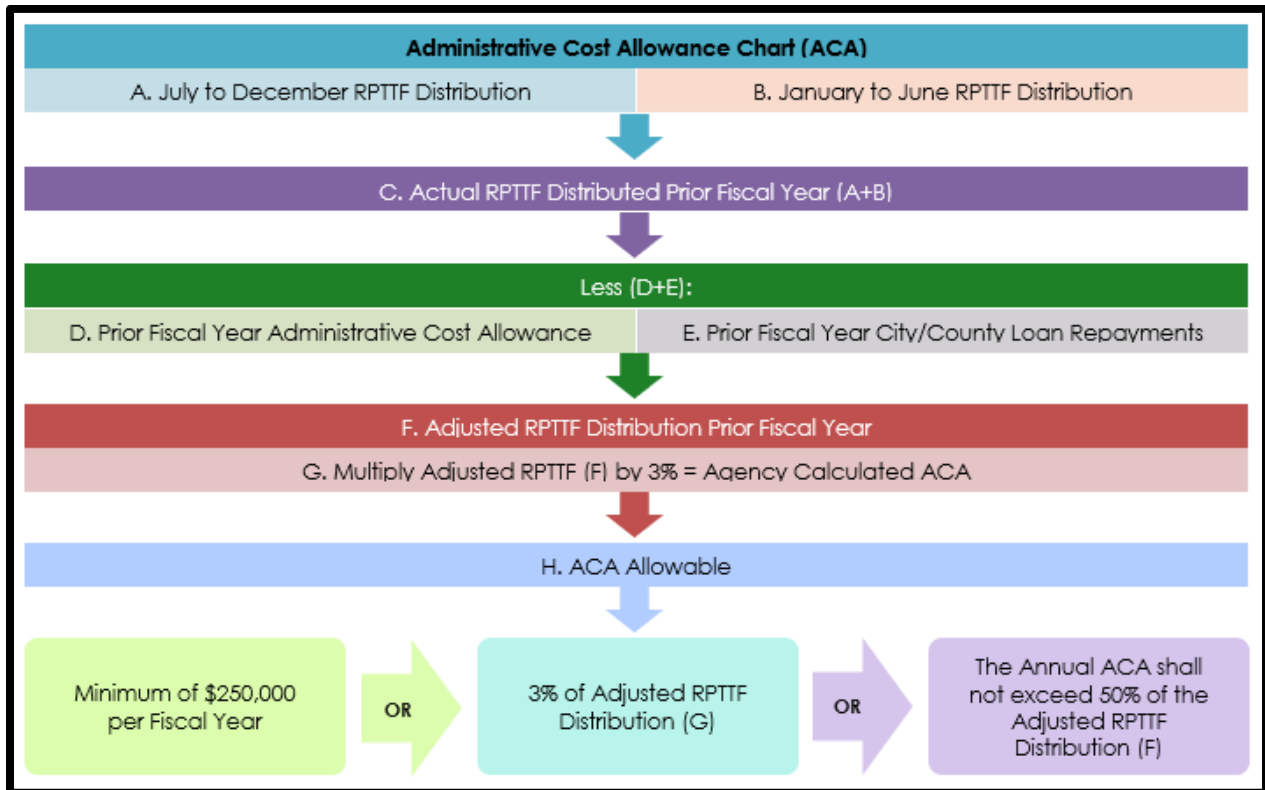 Administrative Cost Allowance Chart (ACA)
A. July to December RPTTF Distribution
B. January to June RPTTF Distribution
C. Actual RPTTF Distributed Prior Fiscal Year (A+B)
Less (D+E):
D. Prior Fiscal Year Administrative Cost Allowance
E. Prior Fiscal Year City/County Loan Repayments
F. Adjusted RPTTF Distribution Prior Fiscal Year
G. Multiply Adjusted RPTTF (F) by 3% = Agency Calculated ACA
H. ACA Allowable
Minimum of $250,000
per Fiscal Year
OR
3% of Adjusted RPTTF
Distribution (G)
OR
The Annual ACA shall
not exceed 50% of the
Adjusted RPTTF
Distribution (F)